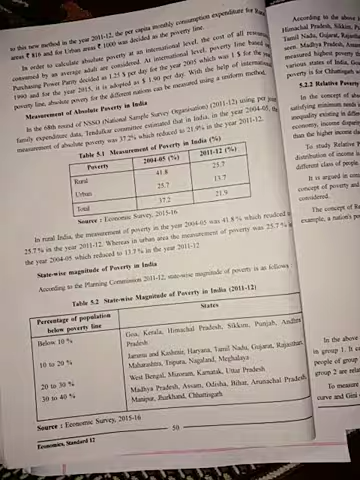 to this new method in the year 2011-12, the per capita monthly consumption expenditure for Rural
areas ₹ 816 and for Urban areas ₹ 1000 was decided as the poverty line.
In order to calculate absolute poverty at an international level, the cost of all resources
consumed by an average adult are considered. At international level, poverty line based on
Purchasing Power Parity decided as 1.25 $ per day for the year 2005 which was 1 $ for the year
1990 and for the year 2015, it is adopted as $ 1.90 per day. With the help of international
poverty line, absolute poverty for the different nations can be measured using a uniform method.
Measurement of Absolute Poverty in India
In the 68th round of NSSO (National Sample Survey Organisation) (2011-12) using per
family expenditure data, Tendulkar committee estimated that in India, in the year 2004-05, the
measurement of absolute poverty was 37.2% which reduced to 21.9% in the year 2011-12.
Table 5.1 Measurement of Poverty in India (%)
Poverty 2004-05 (%) 2011-12 (%)
Rural 41.8 25.7
Urban 25.7 13.7
Total 37.2 21.9
Source : Economic Survey, 2015-16
In rural India, the measurement of poverty in the year 2004-05 was 41.8 % which reduced to
25.7 % in the year 2011-12. Whereas in urban area the measurement of poverty was 25.7 % in
the year 2004-05 which reduced to 13.7 % in year 2011-12
State-wise magnitude of Poverty in India
According to the Planning Commission 2011-12, state-wise magnitude of poverty is as follows :
Table 5.2 State-wise Magnitude of Poverty in India (2011-12)
Percentage of population below poverty line States
Below 10 % Goa, Kerala, Himachal Pradesh, Sikkim, Punjab, Andhra
Pradesh
10 to 20 % Jammu and Kashmir, Haryana, Tamil Nadu, Gujarat, Rajasthan,
Maharashtra, Tripura, Nagaland, Meghalaya
20 to 30 % West Bengal, Mizoram, Karnatak, Uttar Pradesh
30 to 40 % Madhya Pradesh, Assam, Odisha, Bihar, Arunachal Pradesh,
Manipur, Jharkhand, Chhattisgarh
Source : Economic Survey, 2015-16
50
Economics, Standard 12
According to the above
Himachal Pradesh, Sikkim,
Tamil Nadu, Gujarat,
seen. Madhya Pradesh,
measured highest poverty
various states of India,
poverty is for Chhattisgarh
5.2.2 Relative Poverty
In the concept of
satisfying minimum needs
inequality existing in
economy, income disparity
than the higher income
To study Relative
distribution of income
different class of people
It is argued in
concept of poverty and
considered.
The concept of
example, a nation's
In the above
in group 1. It
people of group
group 2 are
To measure
curve and Gini